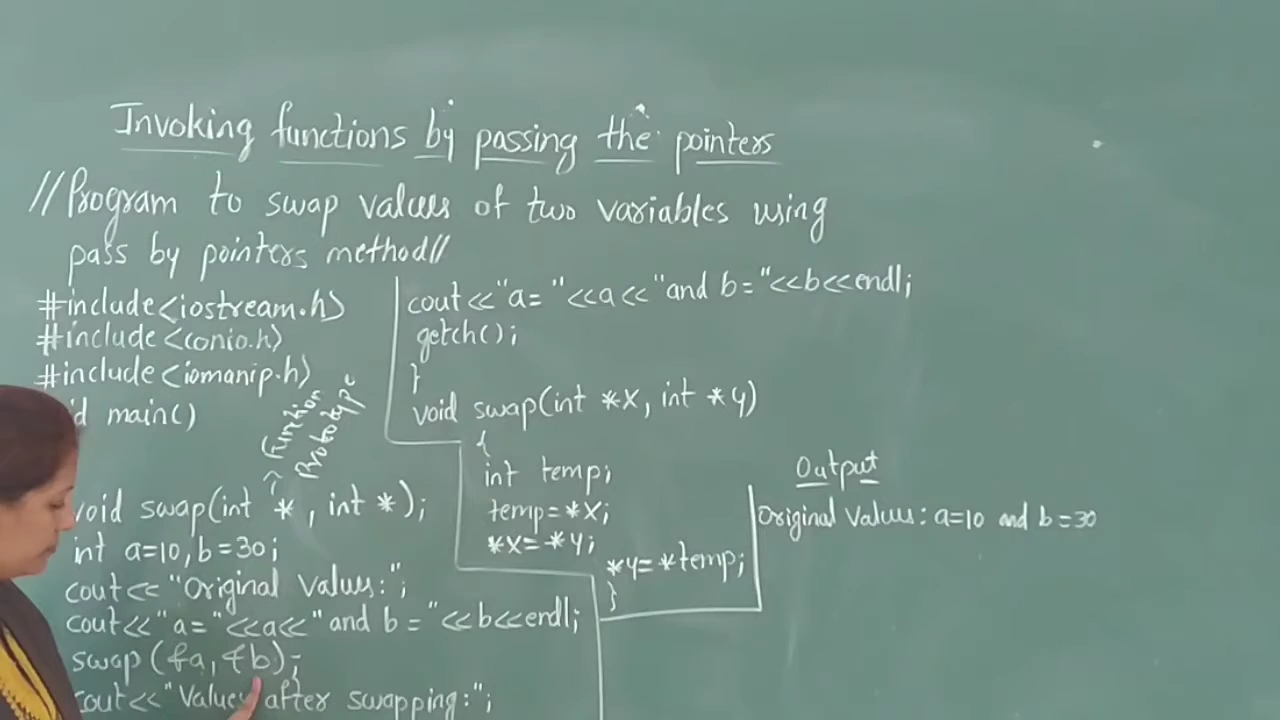 Invoking functions by passing the pointers
//Program to swap values of two variables using
pass by pointers method//
#include<iostream.h>
#include<conio.h>
#include<iomanip.h>
id main()
Function
Prototype
void swap(int *, int *);
int a=10, b=30;
cout<<"Original Values:";
cout<<"a="<<a<<"and b="<<b<<endl;
swap(&a, &b);
cout<<"Values after swapping:";
cout<<"a="<<a<<"and b="<<b<<endl;
getch();
}
void swap(int *x, int *y)
{
int temp;
temp=*x;
*x=*y;
*y=*temp;
}
Output
Original Values: a=10 and b=30